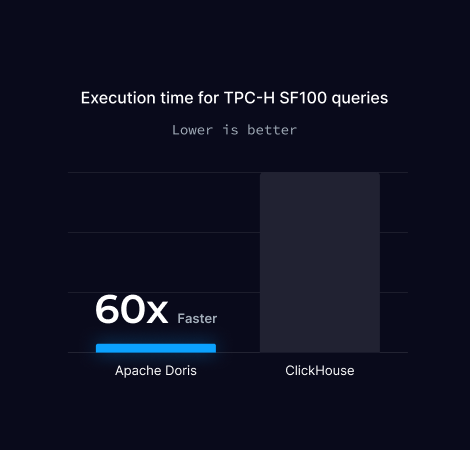 Execution time for TPC-H SF100 queries
Lower is better
60x Faster
Apache Doris
ClickHouse